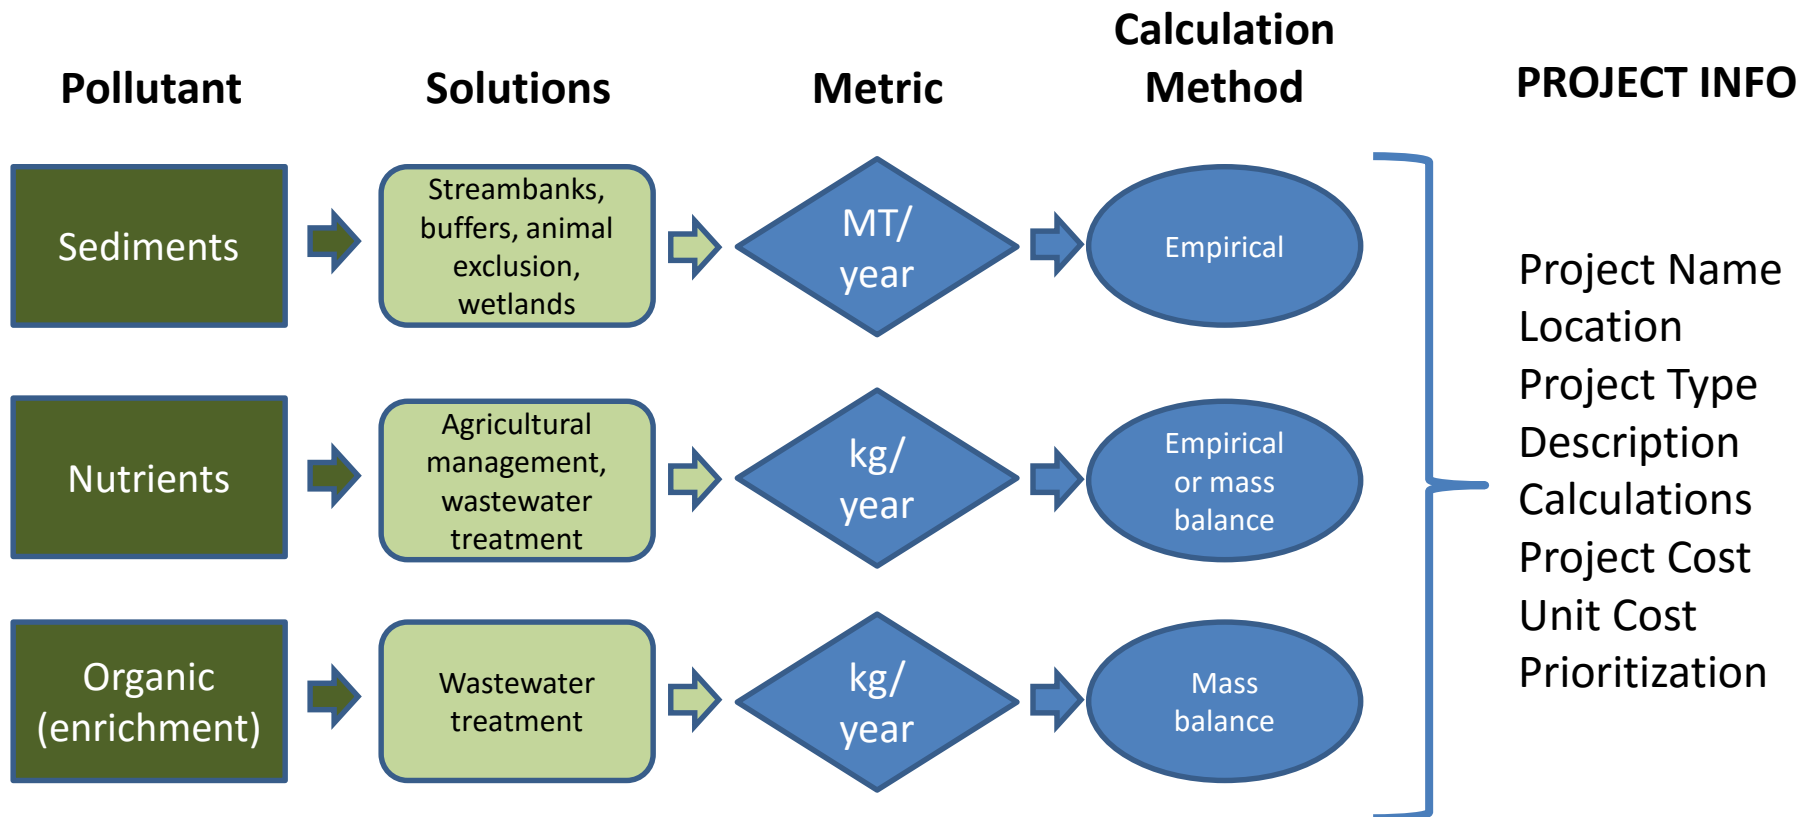 Pollutant
Solutions
Metric
Calculation
Method
PROJECT INFO
Sediments
Streambanks,
buffers, animal
exclusion,
wetlands
MT/
year
Empirical
Nutrients
Agricultural
management,
wastewater
treatment
kg/
year
Empirical
or mass
balance
Organic
(enrichment)
Wastewater
treatment
kg/
year
Mass
balance
Project Name
Location
Project Type
Description
Calculations
Project Cost
Unit Cost
Prioritization